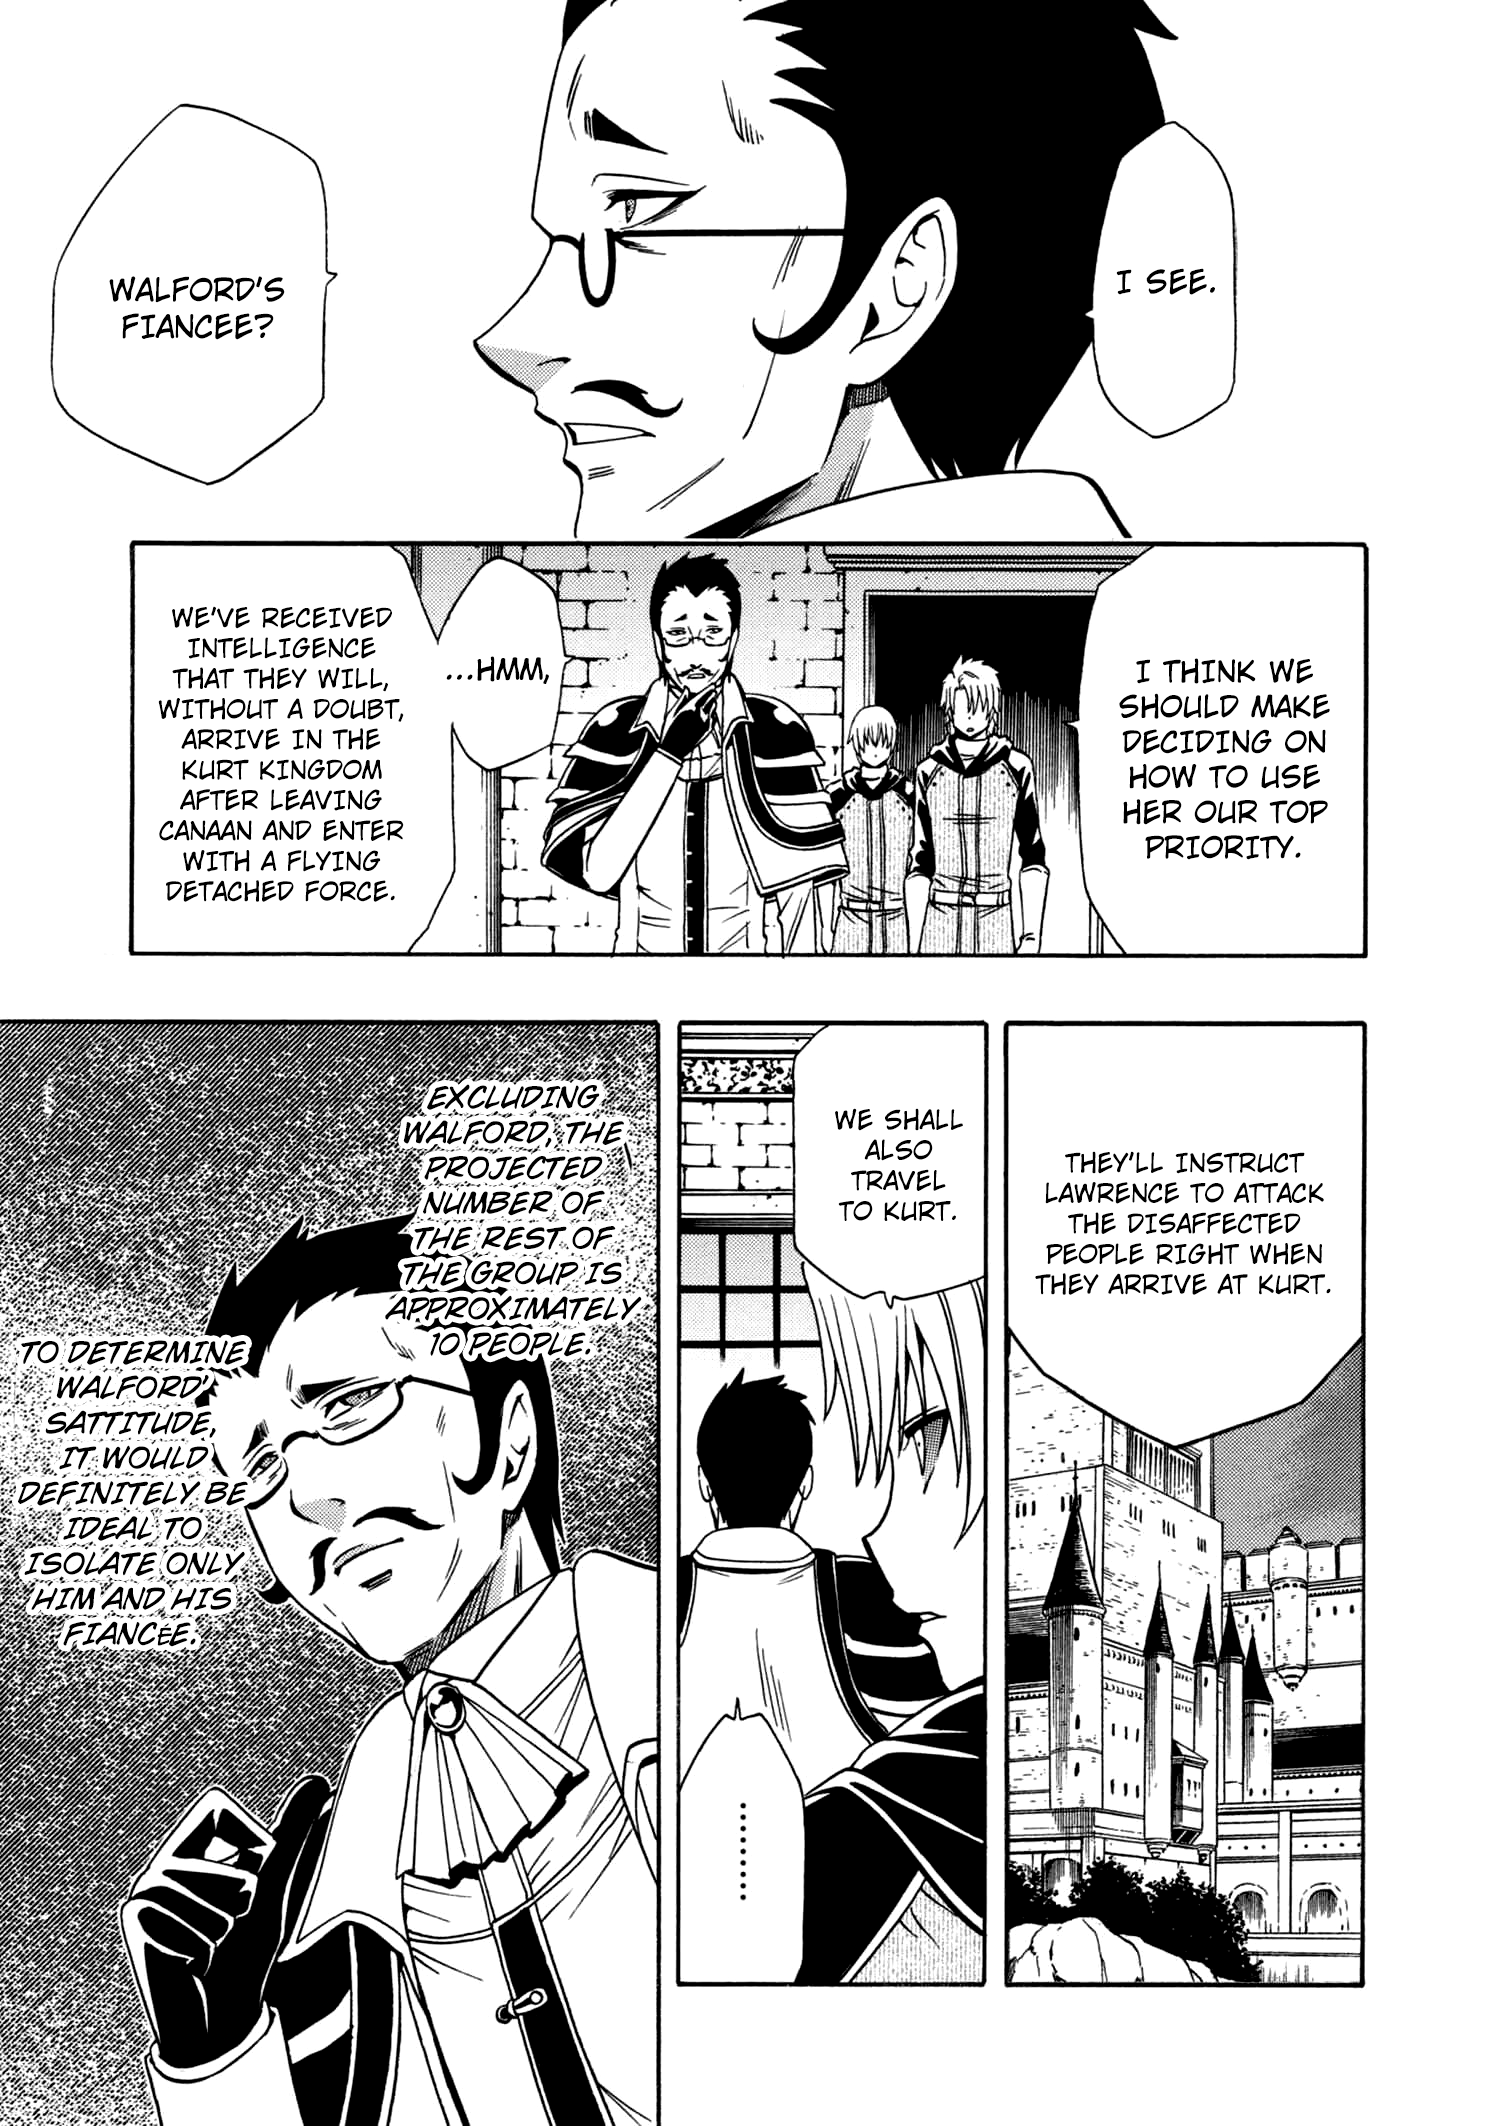 I SEE.
WALFORD'S
FIANCEE?
I THINK WE
SHOULD MAKE
DECIDING ON
HOW TO USE
HER OUR TOP
PRIORITY.
...HMM,
WE'VE RECEIVED
INTELLIGENCE
THAT THEY WILL,
WITHOUT A DOUBT,
ARRIVE IN THE
KURT KINGDOM
AFTER LEAVING
CANAAN AND ENTER
WITH A FLYING
DETACHED FORCE.
THEY'LL INSTRUCT
LAWRENCE TO ATTACK
THE DISAFFECTED
PEOPLE RIGHT WHEN
THEY ARRIVE AT KURT.
WE SHALL
ALSO
TRAVEL
TO KURT.
.........
EXCLUDING
WALFORD, THE
PROJECTED
NUMBER OF
THE REST OF
THE GROUP IS
APPROXIMATELY
10 PEOPLE.
TO DETERMINE
WALFORD'
SATTITUDE,
IT WOULD
DEFINITELY BE
IDEAL TO
ISOLATE ONLY
HIM AND HIS
FIANCÉE.